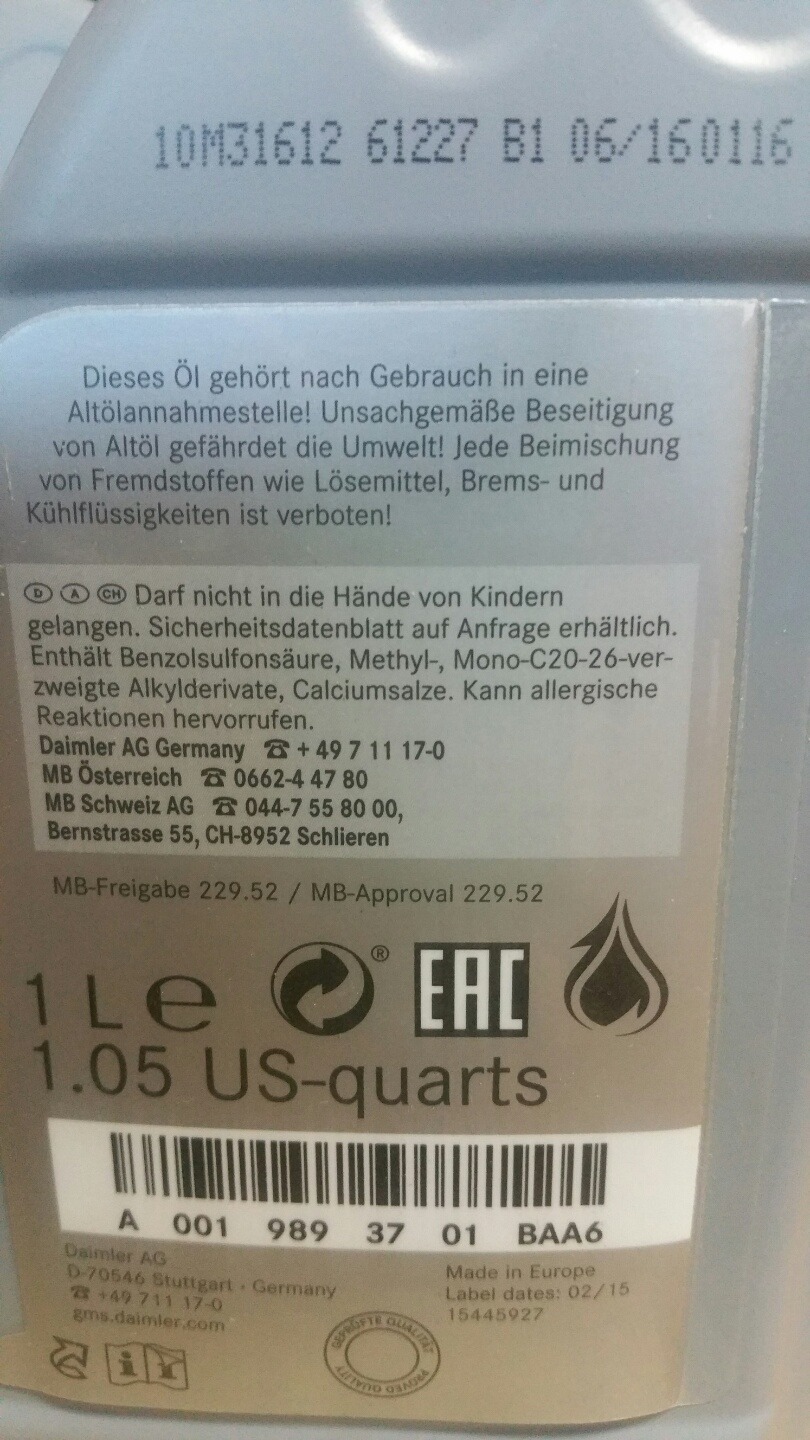 10M31612 61227 B1 06/160116
Dieses Öl gehört nach Gebrauch in eine
Altölannahmestelle! Unsachgemäße Beseitigung
von Altöl gefährdet die Umwelt! Jede Beimischung
von Fremdstoffen wie Lösemittel, Brems- und
Kühlflüssigkeiten ist verboten!
D A CH Darf nicht in die Hände von Kindern
gelangen. Sicherheitsdatenblatt auf Anfrage erhältlich.
Enthält Benzolsulfonsäure, Methyl-, Mono-C20-26-ver-
zweigte Alkylderivate, Calciumsalze. Kann allergische
Reaktionen hervorrufen.
Daimler AG Germany ☎ + 49 7 11 17-0
MB Österreich ☎ 0662-4 47 80
MB Schweiz AG ☎ 044-7 55 80 00,
Bernstrasse 55, CH-8952 Schlieren
MB-Freigabe 229.52 / MB-Approval 229.52
1 L e ® EAC
1.05 US-quarts
A 001 989 37 01 BAA6
Daimler AG
D-70546 Stuttgart · Germany
☎ +49 711 17-0
gms.daimler.com
Made in Europe
Label dates: 02/15
15445927
GEPRÜFTE QUALITÄT
PROVED QUALITY